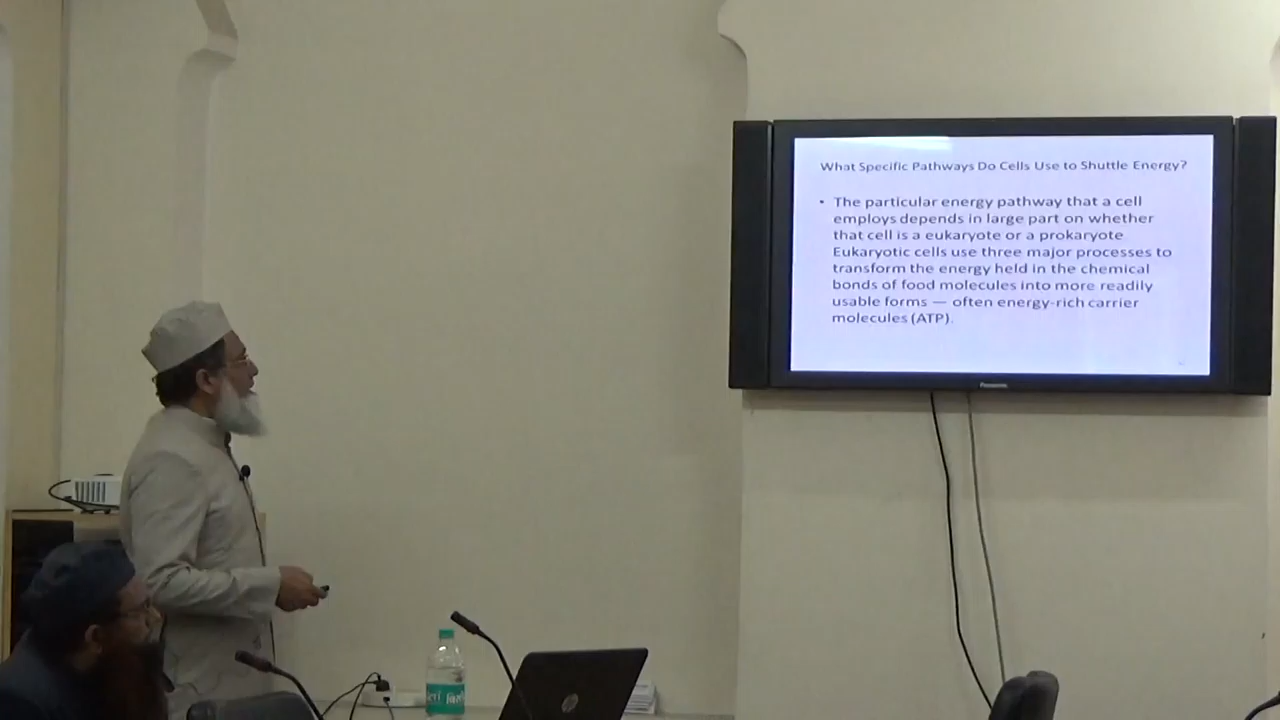 What Specific Pathways Do Cells Use to Shuttle Energy?
• The particular energy pathway that a cell
employs depends in large part on whether
that cell is a eukaryote or a prokaryote
Eukaryotic cells use three major processes to
transform the energy held in the chemical
bonds of food molecules into more readily
usable forms — often energy-rich carrier
molecules (ATP).
Panasonic
hp